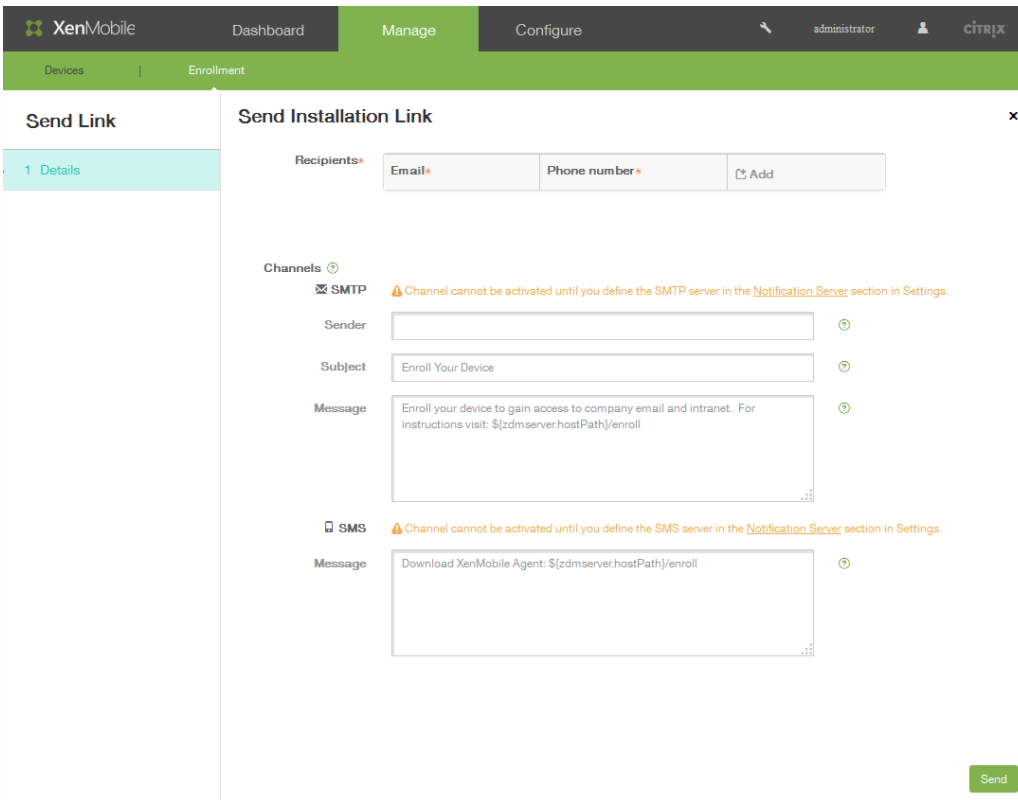 XenMobile Dashboard Manage Configure administrator CİTRIX
Devices | Enrollment
Send Link
1 Details
Send Installation Link
×
Recipients*
Email* Phone number* Add
Channels ?
SMTP Channel cannot be activated until you define the SMTP server in the Notification Server section in Settings.
Sender ?
Subject Enroll Your Device ?
Message Enroll your device to gain access to company email and intranet. For ?
instructions visit: ${zdmserver.hostPath}/enroll
SMS Channel cannot be activated until you define the SMS server in the Notification Server section in Settings.
Message Download XenMobile Agent: ${zdmserver.hostPath}/enroll ?
Send